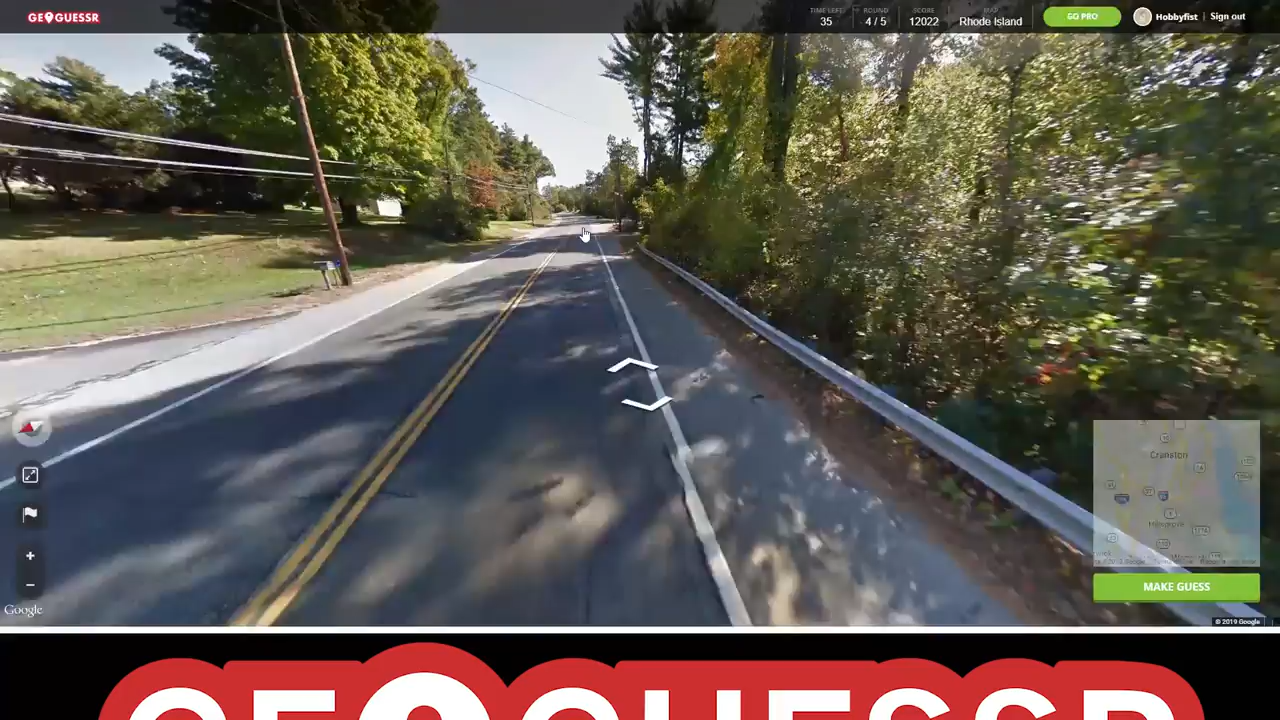 GEOGUESSR
TIME LEFT
35
ROUND
4 / 5
SCORE
12022
MAP
Rhode Island
GO PRO
Hobbyfist
Sign out
Cranston
MAKE GUESS
Google
© 2019 Google
GEOGUESSR